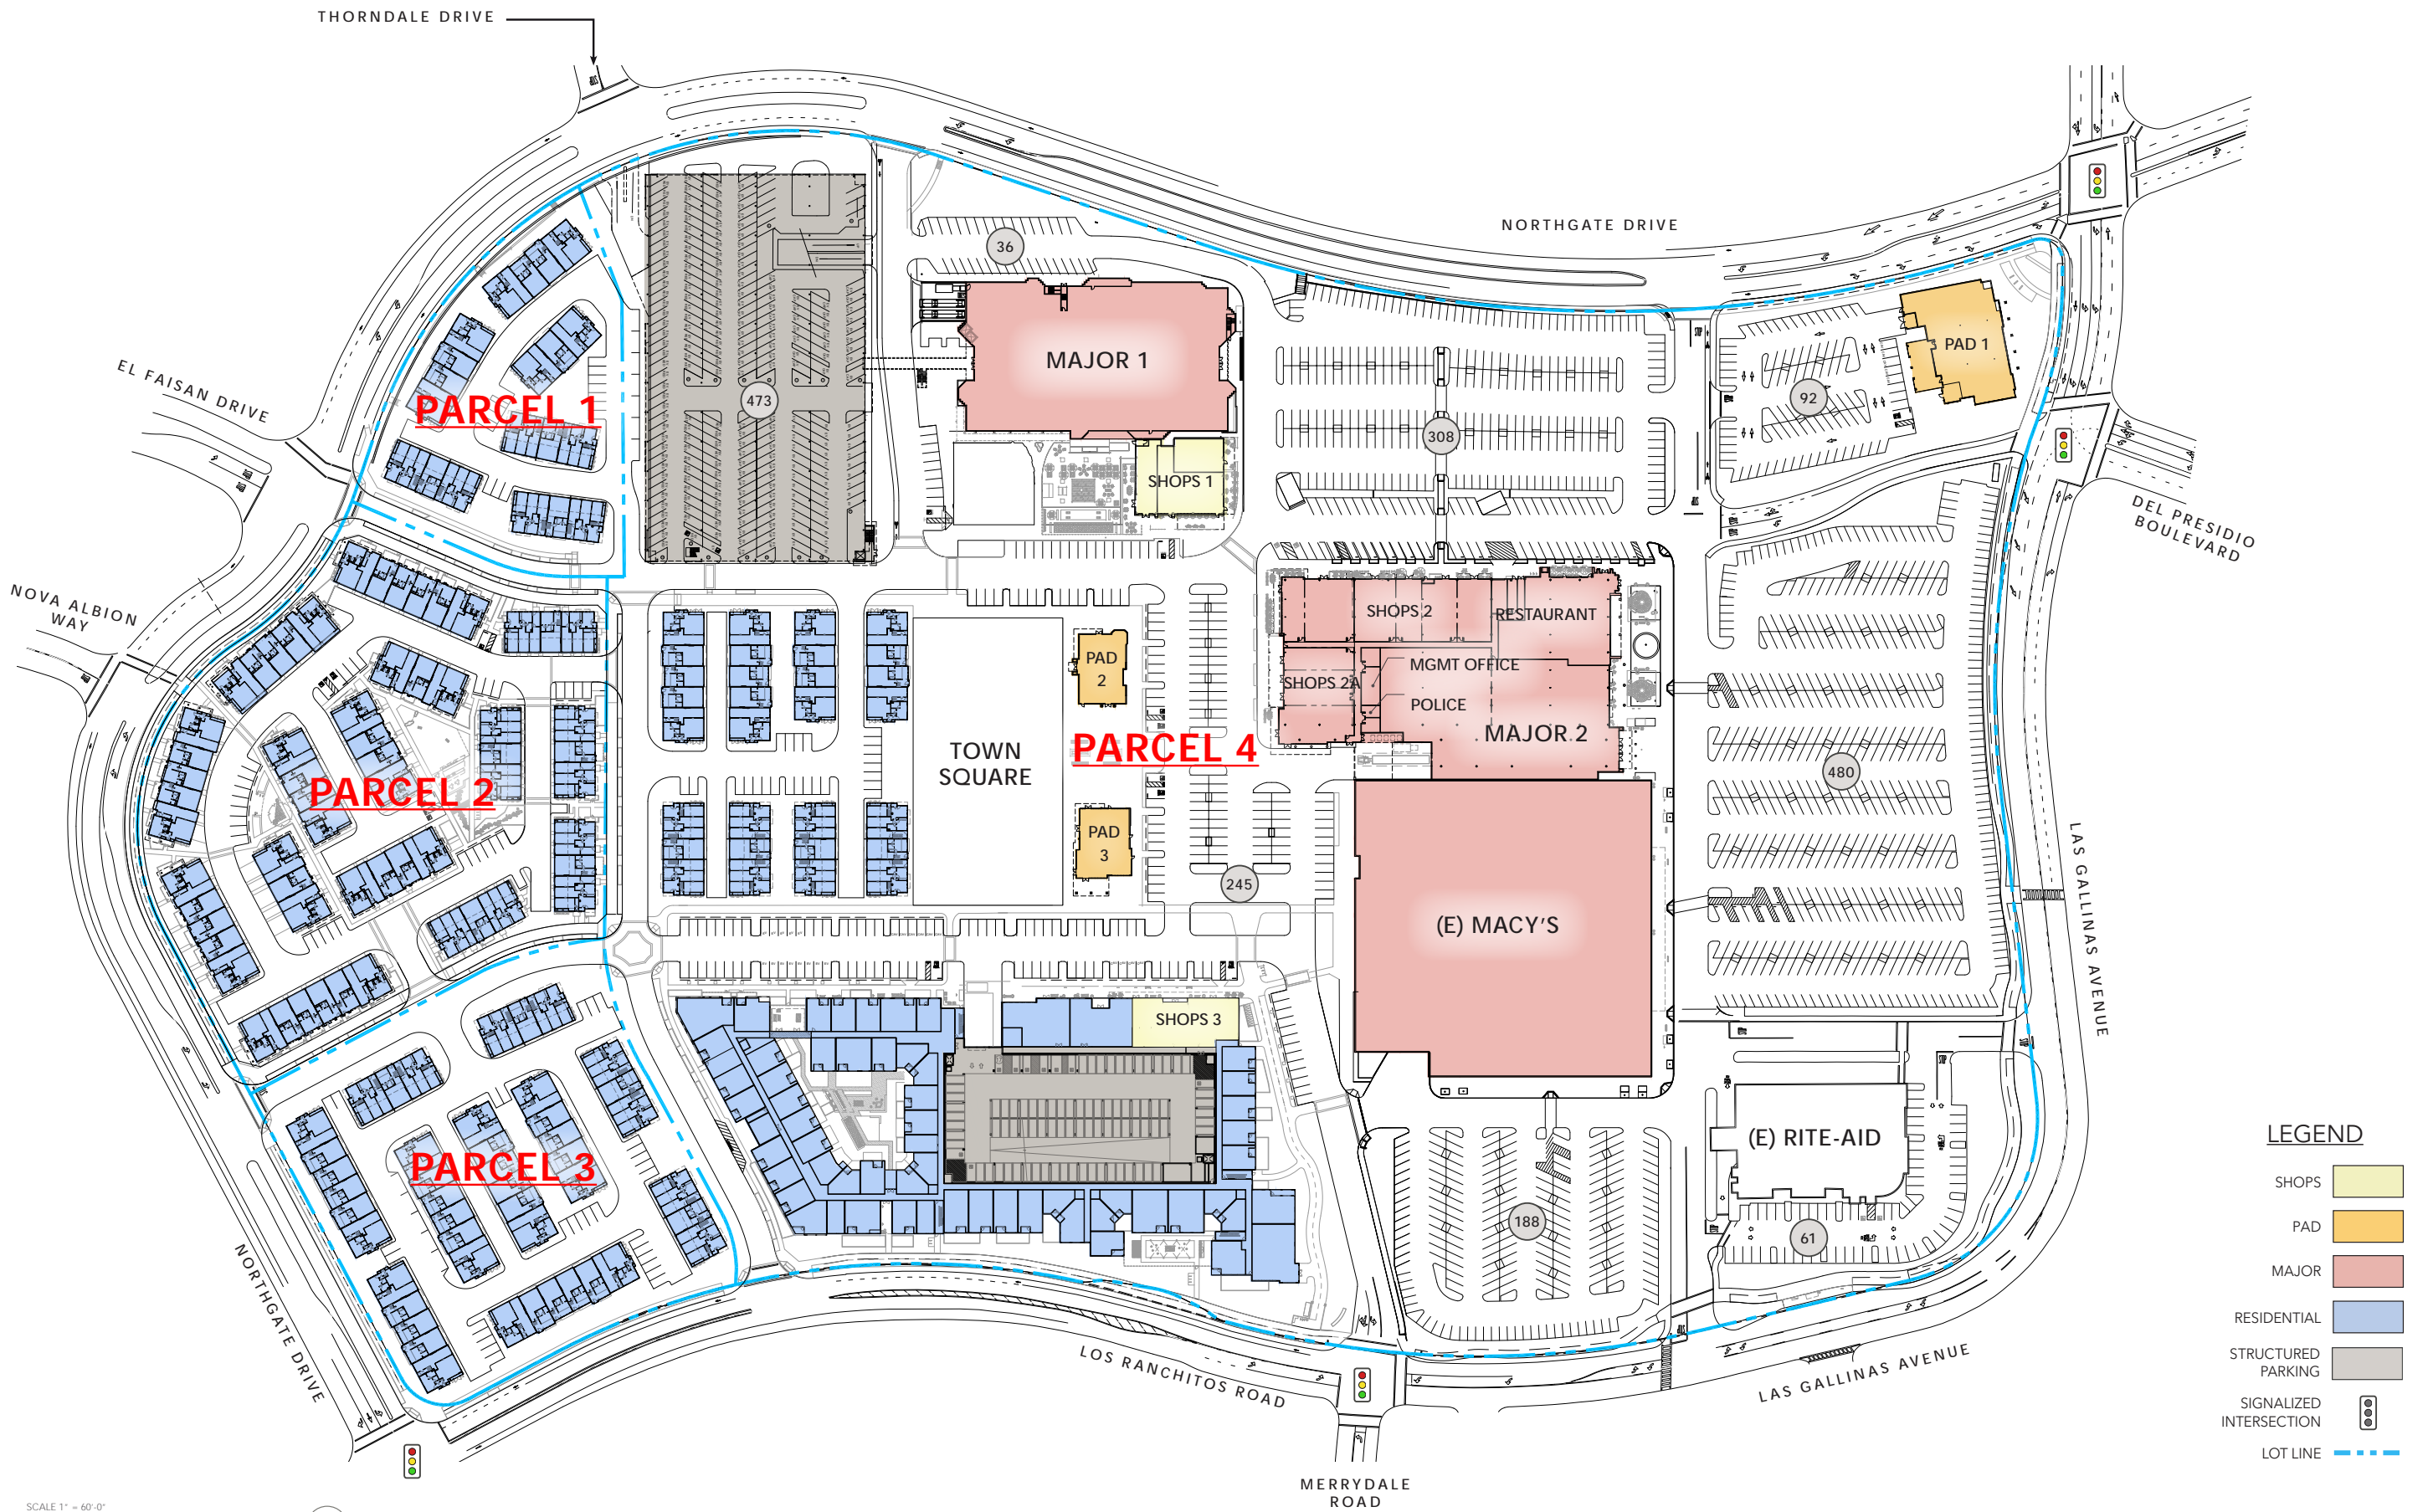 THORNDALE DRIVE
NORTHGATE DRIVE
36
MAJOR 1
PAD 1
EL FAISAN DRIVE
PARCEL 1
473
92
308
SHOPS 1
DEL PRESIDIO
BOULEVARD
NOVA ALBION
WAY
SHOPS 2
RESTAURANT
PAD
2
MGMT OFFICE
SHOPS 2A
POLICE
MAJOR 2
TOWN
SQUARE
PARCEL 4
480
PARCEL 2
PAD
3
245
(E) MACY'S
LAS GALLINAS AVENUE
SHOPS 3
PARCEL 3
(E) RITE-AID
188
61
NORTHGATE DRIVE
LOS RANCHITOS ROAD
LAS GALLINAS AVENUE
MERRYDALE
ROAD
LEGEND
SHOPS
PAD
MAJOR
RESIDENTIAL
STRUCTURED
PARKING
SIGNALIZED
INTERSECTION
LOT LINE
SCALE 1" = 60'-0"